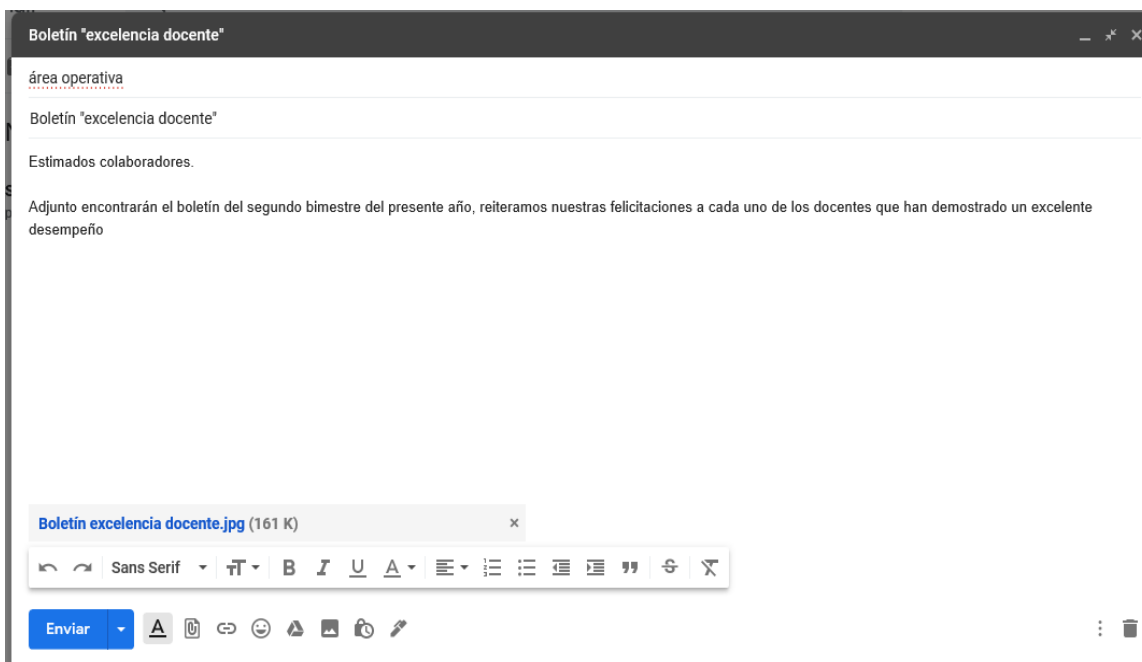 Boletín "excelencia docente"
área operativa
Boletín "excelencia docente"
Estimados colaboradores.
Adjunto encontrarán el boletín del segundo bimestre del presente año, reiteramos nuestras felicitaciones a cada uno de los docentes que han demostrado un excelente
desempeño
Boletín excelencia docente.jpg (161 K)
Sans Serif
Enviar